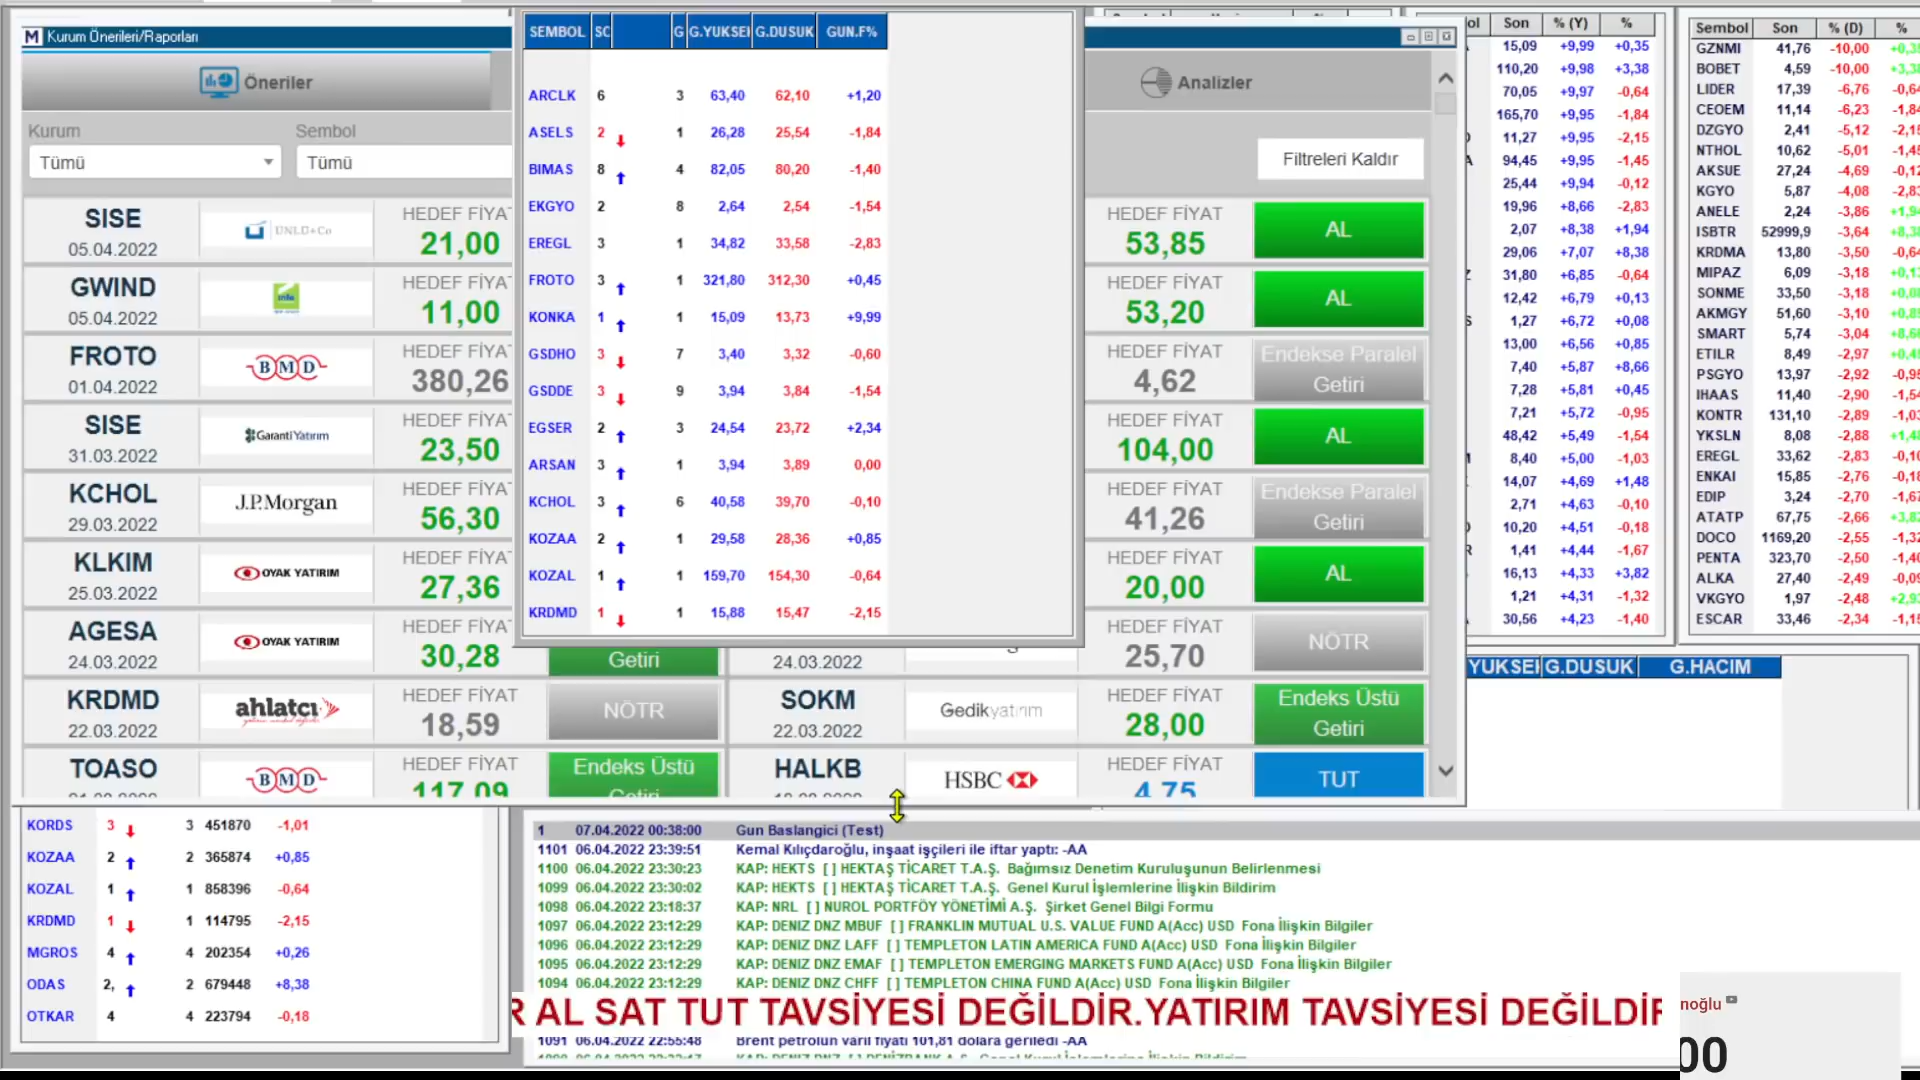 Kurum Önerileri/Raporları
Öneriler
Analizler
Kurum
Sembol
Tümü
Tümü
Filtreleri Kaldır
SISE
05.04.2022
ÜNLÜ+Co
HEDEF FİYAT
21,00
GWIND
05.04.2022
HEDEF FİYAT
11,00
FROTO
01.04.2022
BMD
HEDEF FİYAT
380,26
SISE
31.03.2022
Garanti Yatırım
HEDEF FİYAT
23,50
KCHOL
29.03.2022
J.P.Morgan
HEDEF FİYAT
56,30
KLKIM
25.03.2022
OYAK YATIRIM
HEDEF FİYAT
27,36
AGESA
24.03.2022
OYAK YATIRIM
HEDEF FİYAT
30,28
Getiri
24.03.2022
KRDMD
22.03.2022
ahlatcı
HEDEF FİYAT
18,59
NÖTR
SOKM
22.03.2022
Gedik yatırım
HEDEF FİYAT
28,00
Endeks Üstü
Getiri
TOASO
BMD
HEDEF FİYAT
117,09
Endeks Üstü
Getiri
HALKB
HSBC
HEDEF FİYAT
4,75
TUT
HEDEF FİYAT
53,85
AL
HEDEF FİYAT
53,20
AL
HEDEF FİYAT
4,62
Endekse Paralel
Getiri
HEDEF FİYAT
104,00
AL
HEDEF FİYAT
41,26
Endekse Paralel
Getiri
HEDEF FİYAT
20,00
AL
HEDEF FİYAT
25,70
NÖTR
SEMBOL SC G G.YUKSEI G.DUSUK GUN.F%
ARCLK 6 3 63,40 62,10 +1,20
ASELS 2 1 26,28 25,54 -1,84
BIMAS 8 4 82,05 80,20 -1,40
EKGYO 2 8 2,64 2,54 -1,54
EREGL 3 1 34,82 33,58 -2,83
FROTO 3 1 321,80 312,30 +0,45
KONKA 1 1 15,09 13,73 +9,99
GSDHO 3 7 3,40 3,32 -0,60
GSDDE 3 9 3,94 3,84 -1,54
EGSER 2 3 24,54 23,72 +2,34
ARSAN 3 1 3,94 3,89 0,00
KCHOL 3 6 40,58 39,70 -0,10
KOZAA 2 1 29,58 28,36 +0,85
KOZAL 1 1 159,70 154,30 -0,64
KRDMD 1 1 15,88 15,47 -2,15
ol Son % (Y) %
15,09 +9,99 +0,35
110,20 +9,98 +3,38
70,05 +9,97 -0,64
165,70 +9,95 -1,84
11,27 +9,95 -2,15
94,45 +9,95 -1,45
25,44 +9,94 -0,12
19,96 +8,66 -2,83
2,07 +8,38 +1,94
29,06 +7,07 +8,38
31,80 +6,85 -0,64
12,42 +6,79 +0,13
1,27 +6,72 +0,08
13,00 +6,56 +0,85
7,40 +5,87 +8,66
7,28 +5,81 +0,45
7,21 +5,72 -0,95
48,42 +5,49 -1,54
8,40 +5,00 -1,03
14,07 +4,69 +1,48
2,71 +4,63 -0,10
10,20 +4,51 -0,18
1,41 +4,44 -1,67
16,13 +4,33 +3,82
1,21 +4,31 -1,32
30,56 +4,23 -1,40
Sembol Son % (D) %
GZNMI 41,76 -10,00
BOBET 4,59 -10,00
LIDER 17,39 -6,76
CEOEM 11,14 -6,23
DZGYO 2,41 -5,12
NTHOL 10,62 -5,01
AKSUE 27,24 -4,69
KGYO 5,87 -4,08
ANELE 2,24 -3,86
ISBTR 52999,9 -3,64
KRDMA 13,80 -3,50
MIPAZ 6,09 -3,18
SONME 33,50 -3,18
AKMGY 51,60 -3,10
SMART 5,74 -3,04
ETILR 8,49 -2,97
PSGYO 13,97 -2,92
IHAAS 11,40 -2,90
KONTR 131,10 -2,89
YKSLN 8,08 -2,88
EREGL 33,62 -2,83
ENKAI 15,85 -2,76
EDIP 3,24 -2,70
ATATP 67,75 -2,66
DOCO 1169,20 -2,55
PENTA 323,70 -2,50
ALKA 27,40 -2,49
VKGYO 1,97 -2,48
ESCAR 33,46 -2,34
YUKSEI G.DUSUK G.HACIM
KORDS 3 3 451870 -1,01
KOZAA 2 2 365874 +0,85
KOZAL 1 1 858396 -0,64
KRDMD 1 1 114795 -2,15
MGROS 4 4 202354 +0,26
ODAS 2, 2 679448 +8,38
OTKAR 4 4 223794 -0,18
1 07.04.2022 00:38:00 Gun Baslangici (Test)
1101 06.04.2022 23:39:51 Kemal Kılıçdaroğlu, inşaat işçileri ile iftar yaptı: -AA
1100 06.04.2022 23:30:23 KAP: HEKTS [ ] HEKTAŞ TİCARET T.A.Ş. Bağımsız Denetim Kuruluşunun Belirlenmesi
1099 06.04.2022 23:30:02 KAP: HEKTS [ ] HEKTAŞ TİCARET T.A.Ş. Genel Kurul İşlemlerine İlişkin Bildirim
1098 06.04.2022 23:18:37 KAP: NRL [ ] NUROL PORTFÖY YÖNETİMİ A.Ş. Şirket Genel Bilgi Formu
1097 06.04.2022 23:12:29 KAP: DENIZ DNZ MBUF [ ] FRANKLIN MUTUAL U.S. VALUE FUND A(Acc) USD Fona İlişkin Bilgiler
1096 06.04.2022 23:12:29 KAP: DENIZ DNZ LAFF [ ] TEMPLETON LATIN AMERICA FUND A(Acc) USD Fona İlişkin Bilgiler
1095 06.04.2022 23:12:29 KAP: DENIZ DNZ EMAF [ ] TEMPLETON EMERGING MARKETS FUND A(Acc) USD Fona İlişkin Bilgiler
1094 06.04.2022 23:12:29 KAP: DENIZ DNZ CHFF [ ] TEMPLETON CHINA FUND A(Acc) USD Fona İlişkin Bilgiler
R AL SAT TUT TAVSİYESİ DEĞİLDİR.YATIRIM TAVSİYESİ DEĞİLDİR
1091 06.04.2022 22:55:48 Brent petrolün varil fiyatı 101,81 dolara geriledi -AA
noğlu
00